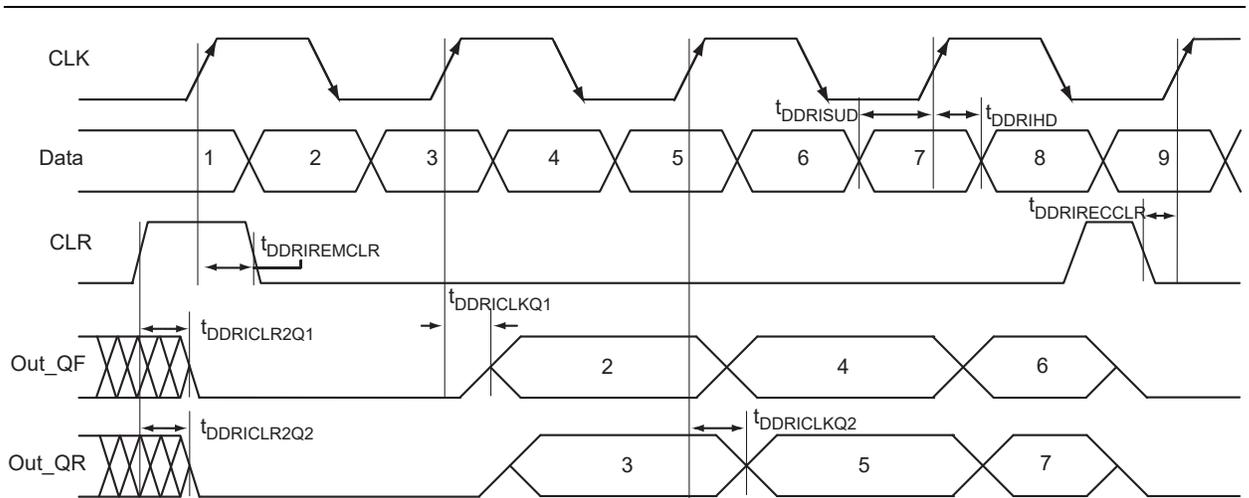 CLK
tDDRISUD
tDDRIHD
Data
1 2 3 4 5 6 7 8 9
tDDRIRECCLR
CLR
tDDRIREMCLR
tDDRICLKQ1
tDDRICLR2Q1
Out_QF
2 4 6
tDDRICLR2Q2
tDDRICLKQ2
Out_QR
3 5 7